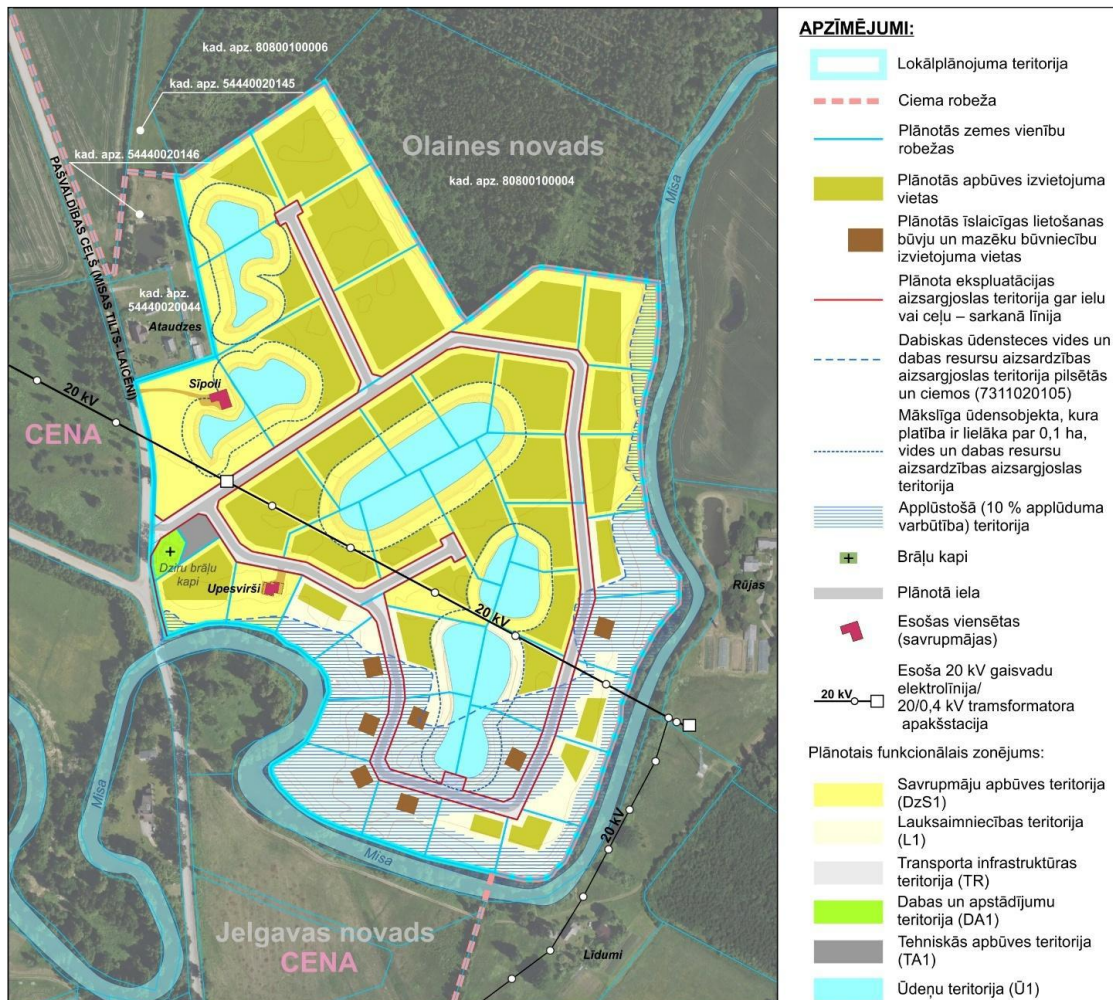 kad. apz. 80800100006
kad. apz. 54440020145
kad. apz. 54440020146
PAŠVALDĪBAS CEĻŠ (MISAS TILTS- LAICĒNI)
Olaines novads
kad. apz. 80800100004
Misa
kad. apz.
54440020044
Ataudzes
Sīpoli
20 kV
CENA
Dzīru brāļu
kapi
Upesvirši
20 kV
Rūjas
Misa
Misa
20 kV
Jelgavas novads
CENA
Līdumi
APZĪMĒJUMI:
Lokālplānojuma teritorija
Ciema robeža
Plānotās zemes vienību
robežas
Plānotās apbūves izvietojuma
vietas
Plānotās īslaicīgas lietošanas
būvju un mazēku būvniecību
izvietojuma vietas
Plānota ekspluatācijas
aizsargjoslas teritorija gar ielu
vai ceļu – sarkanā līnija
Dabiskas ūdensteces vides un
dabas resursu aizsardzības
aizsargjoslas teritorija pilsētās
un ciemos (7311020105)
Mākslīga ūdensobjekta, kura
platība ir lielāka par 0,1 ha,
vides un dabas resursu
aizsardzības aizsargjoslas
teritorija
Applūstošā (10 % applūduma
varbūtība) teritorija
Brāļu kapi
Plānotā iela
Esošas viensētas
(savrupmājas)
20 kV
Esoša 20 kV gaisvadu
elektrolīnija/
20/0,4 kV tramsformatora
apakšstacija
Plānotais funkcionālais zonējums:
Savrupmāju apbūves teritorija
(DzS1)
Lauksaimniecības teritorija
(L1)
Transporta infrastruktūras
teritorija (TR)
Dabas un apstādījumu
teritorija (DA1)
Tehniskās apbūves teritorija
(TA1)
Ūdeņu teritorija (Ū1)